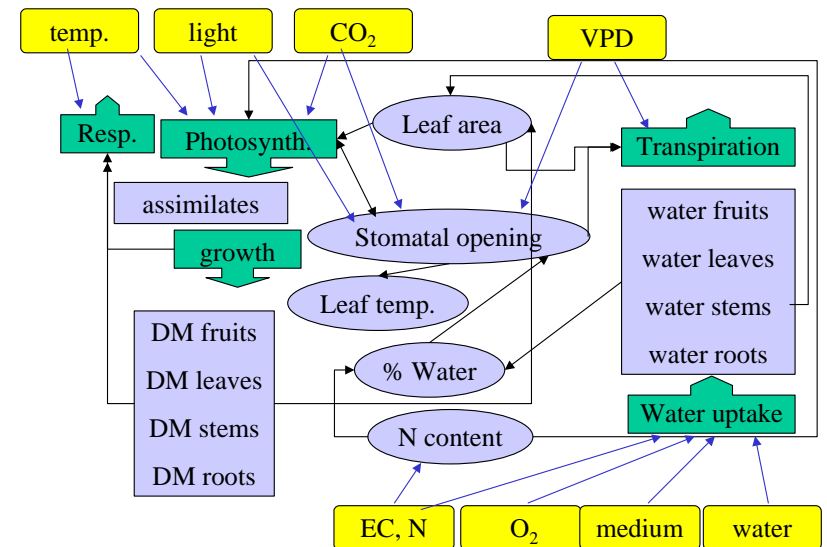 temp.
light
CO₂
VPD
Resp.
Photosynth.
Leaf area
Transpiration
assimilates
water fruits
growth
Stomatal opening
water leaves
Leaf temp.
water stems
DM fruits
water roots
% Water
DM leaves
Water uptake
DM stems
N content
DM roots
EC, N
O₂
medium
water